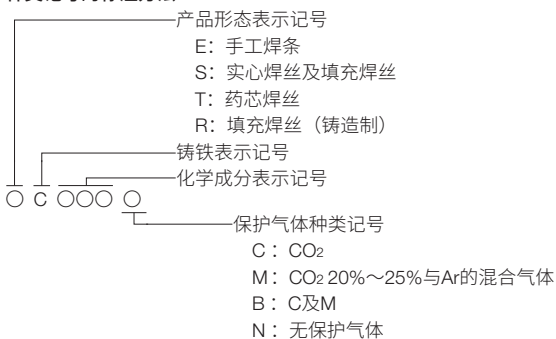 产品形态表示记号
E：手工焊条
S：实心焊丝及填充焊丝
T：药芯焊丝
R：填充焊丝（铸造制）
铸铁表示记号
化学成分表示记号
○ C ○○○ ○
保护气体种类记号
C：CO₂
M：CO₂ 20%～25%与Ar的混合气体
B：C及M
N：无保护气体